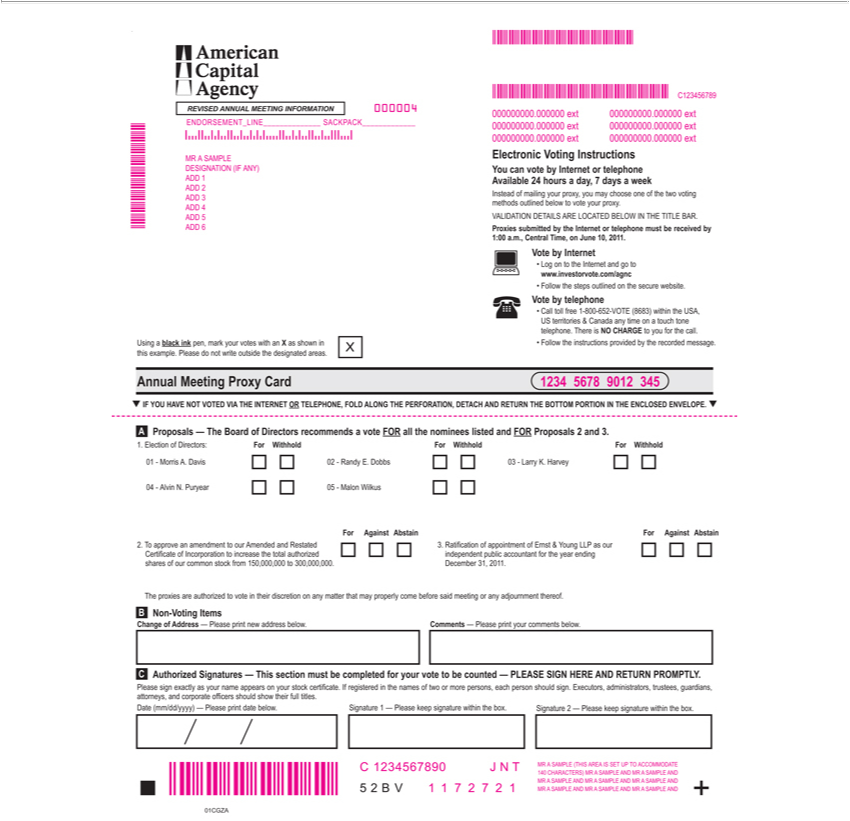 American
Capital
Agency
REVISED ANNUAL MEETING INFORMATION
000004
ENDORSEMENT_LINE______________ SACKPACK_____________
MR A SAMPLE
DESIGNATION (IF ANY)
ADD 1
ADD 2
ADD 3
ADD 4
ADD 5
ADD 6
C123456789
000000000.000000 ext 000000000.000000 ext
000000000.000000 ext 000000000.000000 ext
000000000.000000 ext 000000000.000000 ext
Electronic Voting Instructions
You can vote by Internet or telephone
Available 24 hours a day, 7 days a week
Instead of mailing your proxy, you may choose one of the two voting
methods outlined below to vote your proxy.
VALIDATION DETAILS ARE LOCATED BELOW IN THE TITLE BAR.
Proxies submitted by the Internet or telephone must be received by
1:00 a.m., Central Time, on June 10, 2011.
Vote by Internet
• Log on to the Internet and go to
www.investorvote.com/agnc
• Follow the steps outlined on the secure website.
Vote by telephone
• Call toll free 1-800-652-VOTE (8683) within the USA,
US territories & Canada any time on a touch tone
telephone. There is NO CHARGE to you for the call.
• Follow the instructions provided by the recorded message.
Using a black ink pen, mark your votes with an X as shown in
this example. Please do not write outside the designated areas.
X
Annual Meeting Proxy Card
1234 5678 9012 345
▼ IF YOU HAVE NOT VOTED VIA THE INTERNET OR TELEPHONE, FOLD ALONG THE PERFORATION, DETACH AND RETURN THE BOTTOM PORTION IN THE ENCLOSED ENVELOPE. ▼
A Proposals — The Board of Directors recommends a vote FOR all the nominees listed and FOR Proposals 2 and 3.
1. Election of Directors: For Withhold For Withhold For Withhold
01 - Morris A. Davis 02 - Randy E. Dobbs 03 - Larry K. Harvey
04 - Alvin N. Puryear 05 - Malon Wilkus
For Against Abstain For Against Abstain
2. To approve an amendment to our Amended and Restated
Certificate of Incorporation to increase the total authorized
shares of our common stock from 150,000,000 to 300,000,000.
3. Ratification of appointment of Ernst & Young LLP as our
independent public accountant for the year ending
December 31, 2011.
The proxies are authorized to vote in their discretion on any matter that may properly come before said meeting or any adjournment thereof.
B Non-Voting Items
Change of Address — Please print new address below.
Comments — Please print your comments below.
C Authorized Signatures — This section must be completed for your vote to be counted — PLEASE SIGN HERE AND RETURN PROMPTLY.
Please sign exactly as your name appears on your stock certificate. If registered in the names of two or more persons, each person should sign. Executors, administrators, trustees, guardians,
attorneys, and corporate officers should show their full titles.
Date (mm/dd/yyyy) — Please print date below.
Signature 1 — Please keep signature within the box.
Signature 2 — Please keep signature within the box.
/ /
C 1234567890 J N T
5 2 B V 1 1 7 2 7 2 1
MR A SAMPLE (THIS AREA IS SET UP TO ACCOMMODATE
140 CHARACTERS) MR A SAMPLE AND MR A SAMPLE AND
MR A SAMPLE AND MR A SAMPLE AND MR A SAMPLE AND
MR A SAMPLE AND MR A SAMPLE AND MR A SAMPLE AND
01CGZA